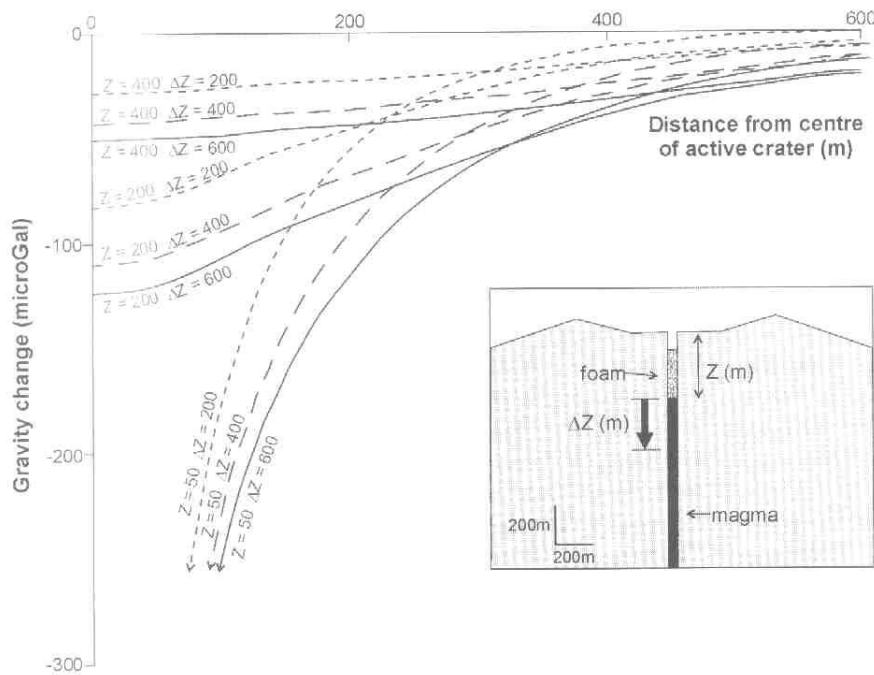 0
200
400
600
-100
-200
-300
Gravity change (microGal)
Distance from centre
of active crater (m)
Z = 400 ΔZ = 200
Z = 400 ΔZ = 400
Z = 400 ΔZ = 600
Z = 200 ΔZ = 200
Z = 200 ΔZ = 400
Z = 200 ΔZ = 600
Z = 50 ΔZ = 200
Z = 50 ΔZ = 400
Z = 50 ΔZ = 600
foam
Z (m)
ΔZ (m)
magma
200m
200m
0